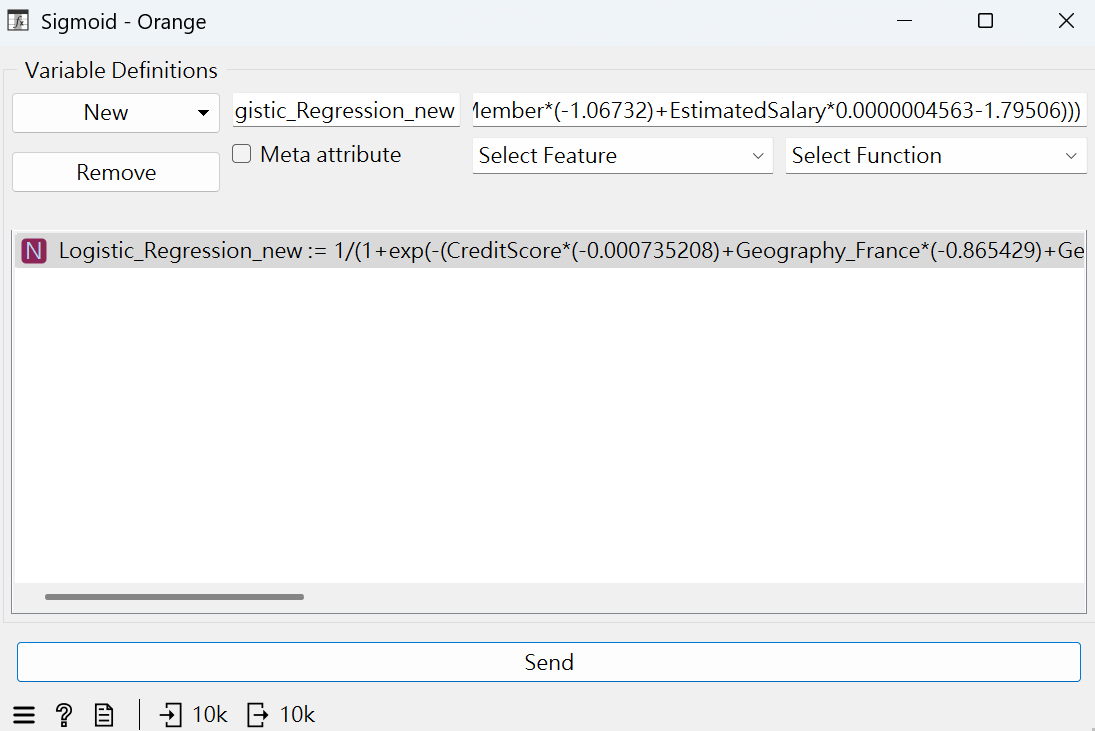 Sigmoid - Orange
Variable Definitions
New
gistic_Regression_new
Member*(-1.06732)+EstimatedSalary*0.0000004563-1.79506)))
Remove
Meta attribute
Select Feature
Select Function
N Logistic_Regression_new := 1/(1+exp(-(CreditScore*(-0.000735208)+Geography_France*(-0.865429)+Ge
Send
10k
10k